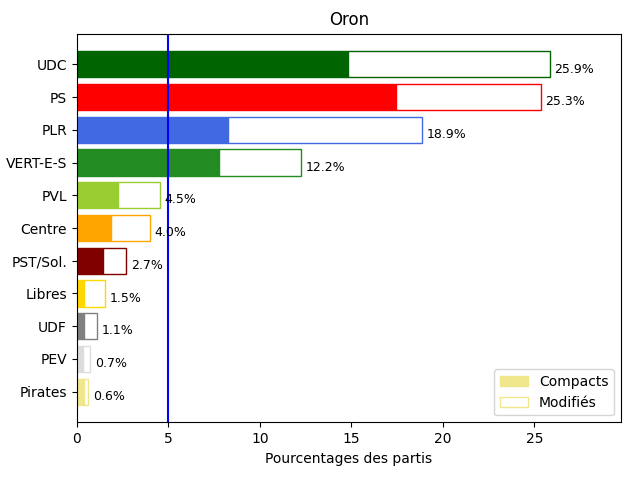 Oron
UDC 25.9%
PS 25.3%
PLR 18.9%
VERT-E-S 12.2%
PVL 4.5%
Centre 4.0%
PST/Sol. 2.7%
Libres 1.5%
UDF 1.1%
PEV 0.7%
Pirates 0.6%
Compacts
Modifiés
0 5 10 15 20 25
Pourcentages des partis